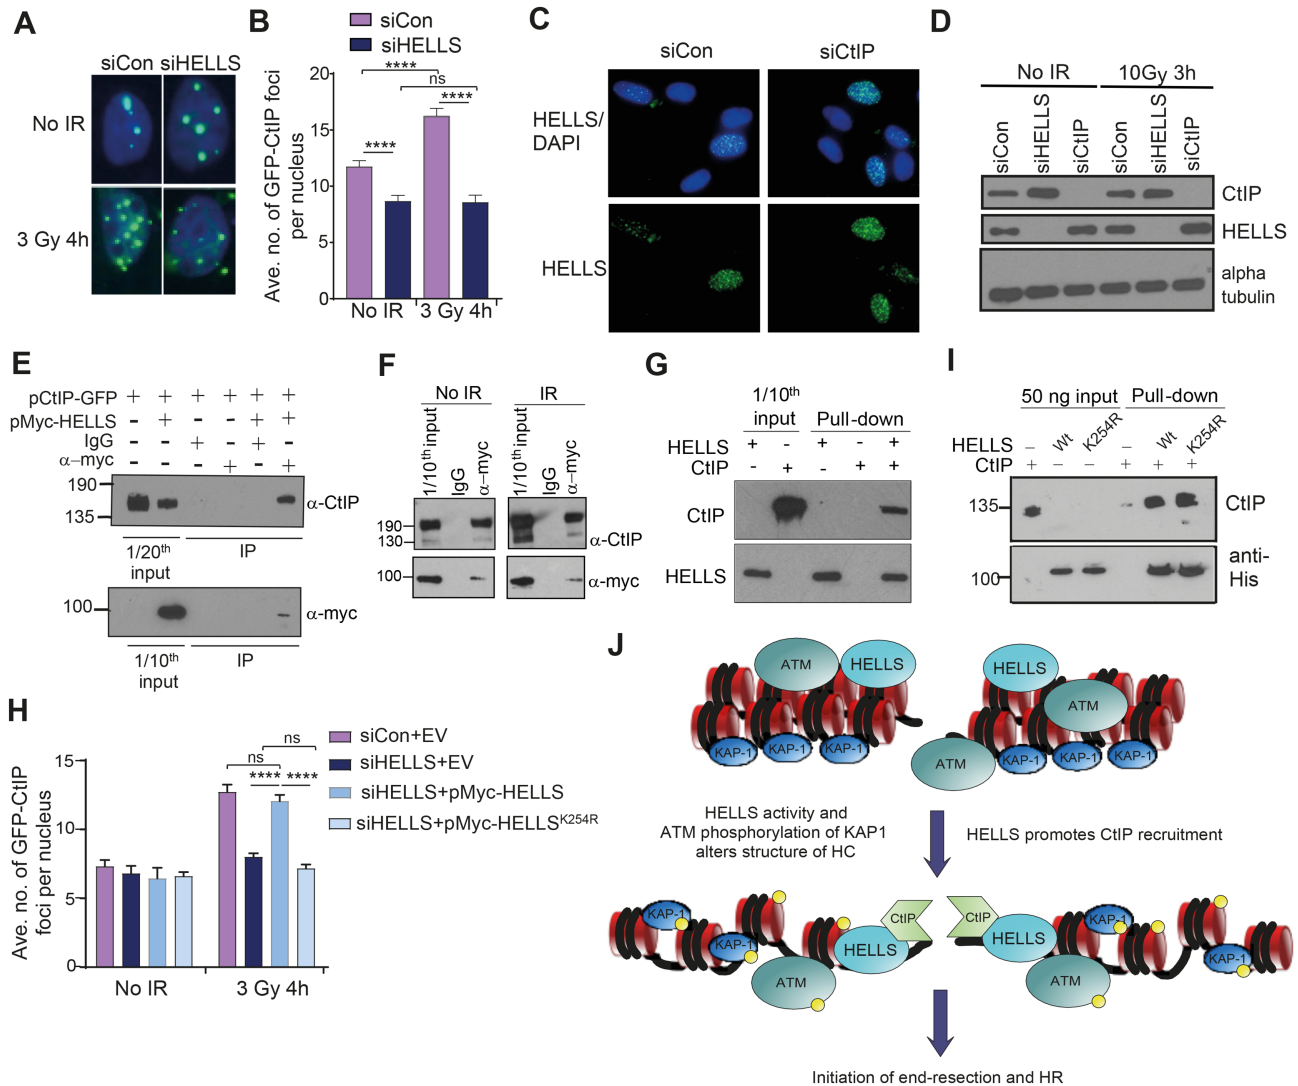 A
siCon siHELLS
No IR
3 Gy 4h
B
siCon
siHELLS
Ave. no. of GFP-CtIP foci
per nucleus
20
15
10
5
0
**** 
ns
****
****
No IR 3 Gy 4h
C
siCon siCtIP
HELLS/
DAPI
HELLS
D
No IR 10Gy 3h
siCon siHELLS siCtIP siCon siHELLS siCtIP
CtIP
HELLS
alpha
tubulin
E
pCtIP-GFP + + + + + +
pMyc-HELLS - + - - + +
IgG - - + - + -
α-myc - - - + - +
190
135
α-CtIP
1/20th
input
IP
100
α-myc
1/10th
input
IP
F
No IR IR
1/10th input IgG α-myc 1/10th input IgG α-myc
190
130
α-CtIP
100
α-myc
G
1/10th
input Pull-down
HELLS + - + - +
CtIP - + - + +
CtIP
HELLS
I
50 ng input Pull-down
HELLS - Wt K254R - Wt K254R
CtIP + - - + + +
135
CtIP
100
anti-
His
H
siCon+EV
siHELLS+EV
siHELLS+pMyc-HELLS
siHELLS+pMyc-HELLSK254R
Ave. no. of GFP-CtIP
foci per nucleus
15
10
5
0
ns
ns
**** ****
No IR 3 Gy 4h
J
ATM HELLS
KAP-1 KAP-1 KAP-1
HELLS
ATM
ATM
KAP-1 KAP-1 KAP-1
HELLS activity and
ATM phosphorylation of KAP1
alters structure of HC
HELLS promotes CtIP recruitment
KAP-1
KAP-1
ATM
HELLS
CtIP
CtIP
HELLS
ATM
KAP-1
KAP-1
Initiation of end-resection and HR